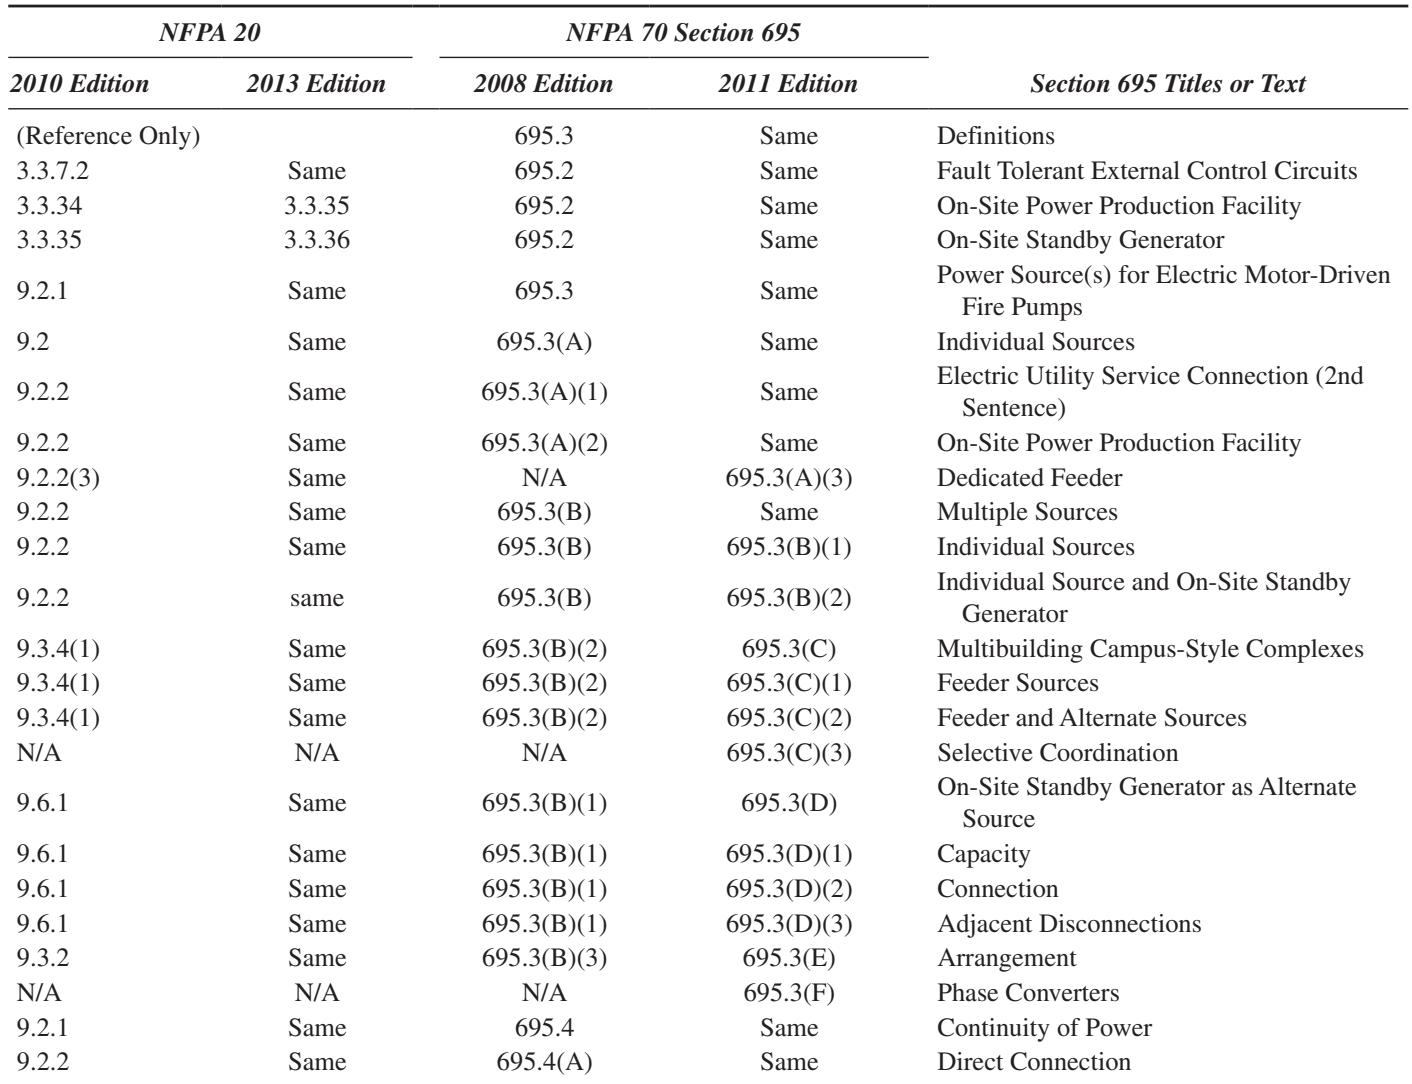 NFPA 20 NFPA 70 Section 695
2010 Edition 2013 Edition 2008 Edition 2011 Edition Section 695 Titles or Text
(Reference Only) 695.3 Same Definitions
3.3.7.2 Same 695.2 Same Fault Tolerant External Control Circuits
3.3.34 3.3.35 695.2 Same On-Site Power Production Facility
3.3.35 3.3.36 695.2 Same On-Site Standby Generator
9.2.1 Same 695.3 Same Power Source(s) for Electric Motor-Driven
Fire Pumps
9.2 Same 695.3(A) Same Individual Sources
9.2.2 Same 695.3(A)(1) Same Electric Utility Service Connection (2nd
Sentence)
9.2.2 Same 695.3(A)(2) Same On-Site Power Production Facility
9.2.2(3) Same N/A 695.3(A)(3) Dedicated Feeder
9.2.2 Same 695.3(B) Same Multiple Sources
9.2.2 Same 695.3(B) 695.3(B)(1) Individual Sources
9.2.2 same 695.3(B) 695.3(B)(2) Individual Source and On-Site Standby
Generator
9.3.4(1) Same 695.3(B)(2) 695.3(C) Multibuilding Campus-Style Complexes
9.3.4(1) Same 695.3(B)(2) 695.3(C)(1) Feeder Sources
9.3.4(1) Same 695.3(B)(2) 695.3(C)(2) Feeder and Alternate Sources
N/A N/A N/A 695.3(C)(3) Selective Coordination
9.6.1 Same 695.3(B)(1) 695.3(D) On-Site Standby Generator as Alternate
Source
9.6.1 Same 695.3(B)(1) 695.3(D)(1) Capacity
9.6.1 Same 695.3(B)(1) 695.3(D)(2) Connection
9.6.1 Same 695.3(B)(1) 695.3(D)(3) Adjacent Disconnections
9.3.2 Same 695.3(B)(3) 695.3(E) Arrangement
N/A N/A N/A 695.3(F) Phase Converters
9.2.1 Same 695.4 Same Continuity of Power
9.2.2 Same 695.4(A) Same Direct Connection